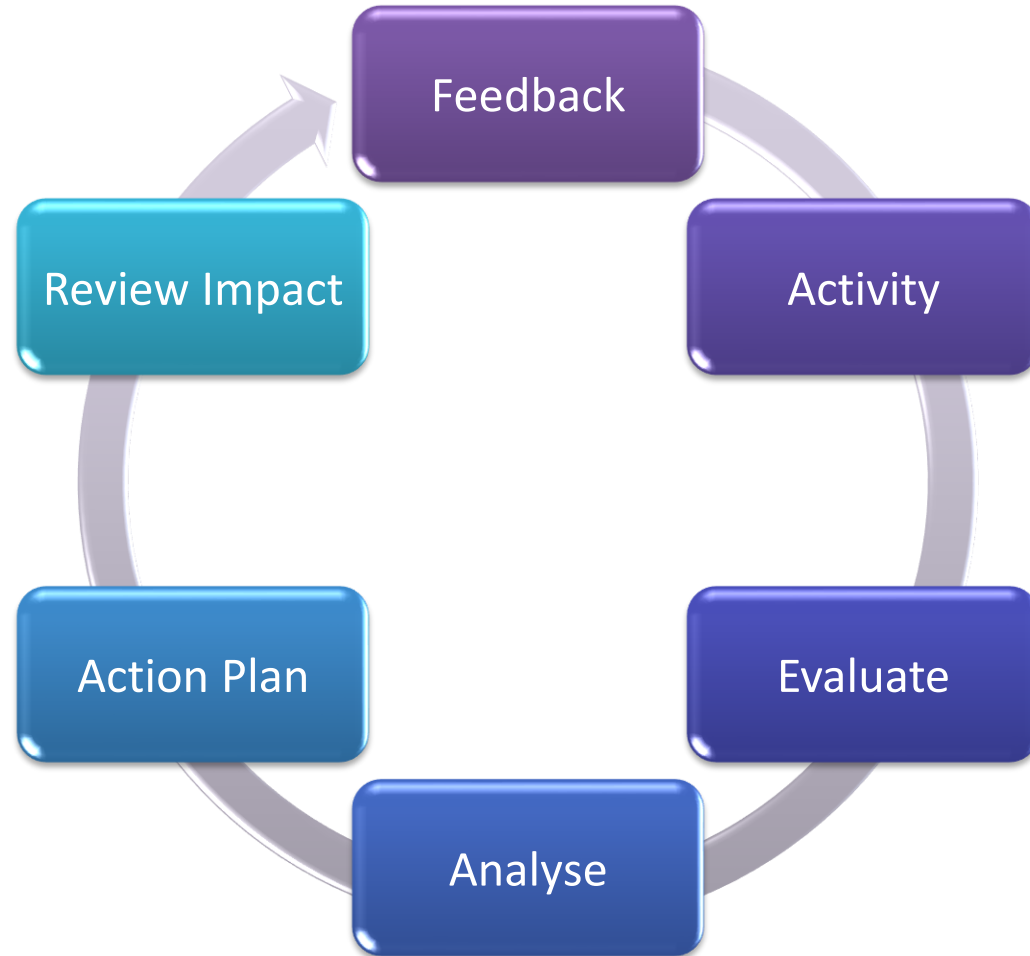 Feedback
Activity
Evaluate
Analyse
Action Plan
Review Impact